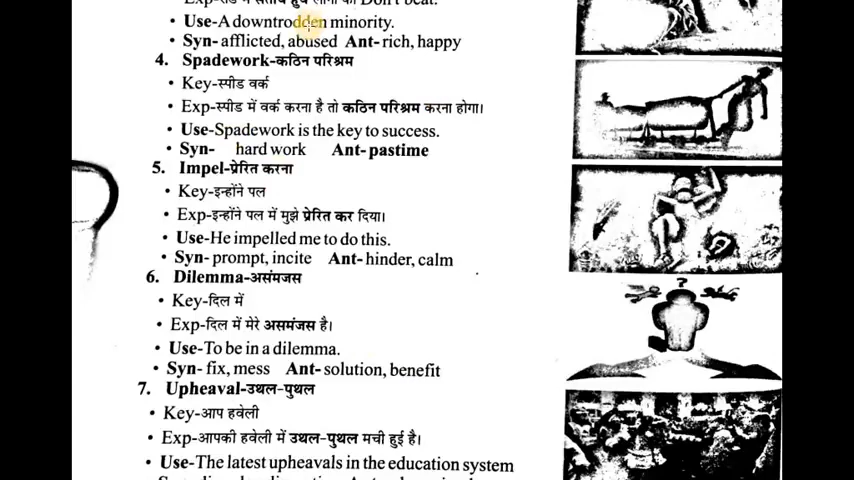 • Use-A downtrodden minority.
• Syn- afflicted, abused Ant- rich, happy
4. Spadework-कठिन परिश्रम
• Key-स्पीड वर्क
• Exp-स्पीड में वर्क करना है तो कठिन परिश्रम करना होगा।
• Use-Spadework is the key to success.
• Syn- hard work Ant- pastime
5. Impel-प्रेरित करना
• Key-इन्होंने पल
• Exp-इन्होंने पल में मुझे प्रेरित कर दिया।
• Use-He impelled me to do this.
• Syn- prompt, incite Ant- hinder, calm
6. Dilemma-असंमजस
• Key-दिल में
• Exp-दिल में मेरे असमंजस है।
• Use-To be in a dilemma.
• Syn- fix, mess Ant- solution, benefit
7. Upheaval-उथल-पुथल
• Key-आप हवेली
• Exp-आपकी हवेली में उथल-पुथल मची हुई है।
• Use-The latest upheavals in the education system
?